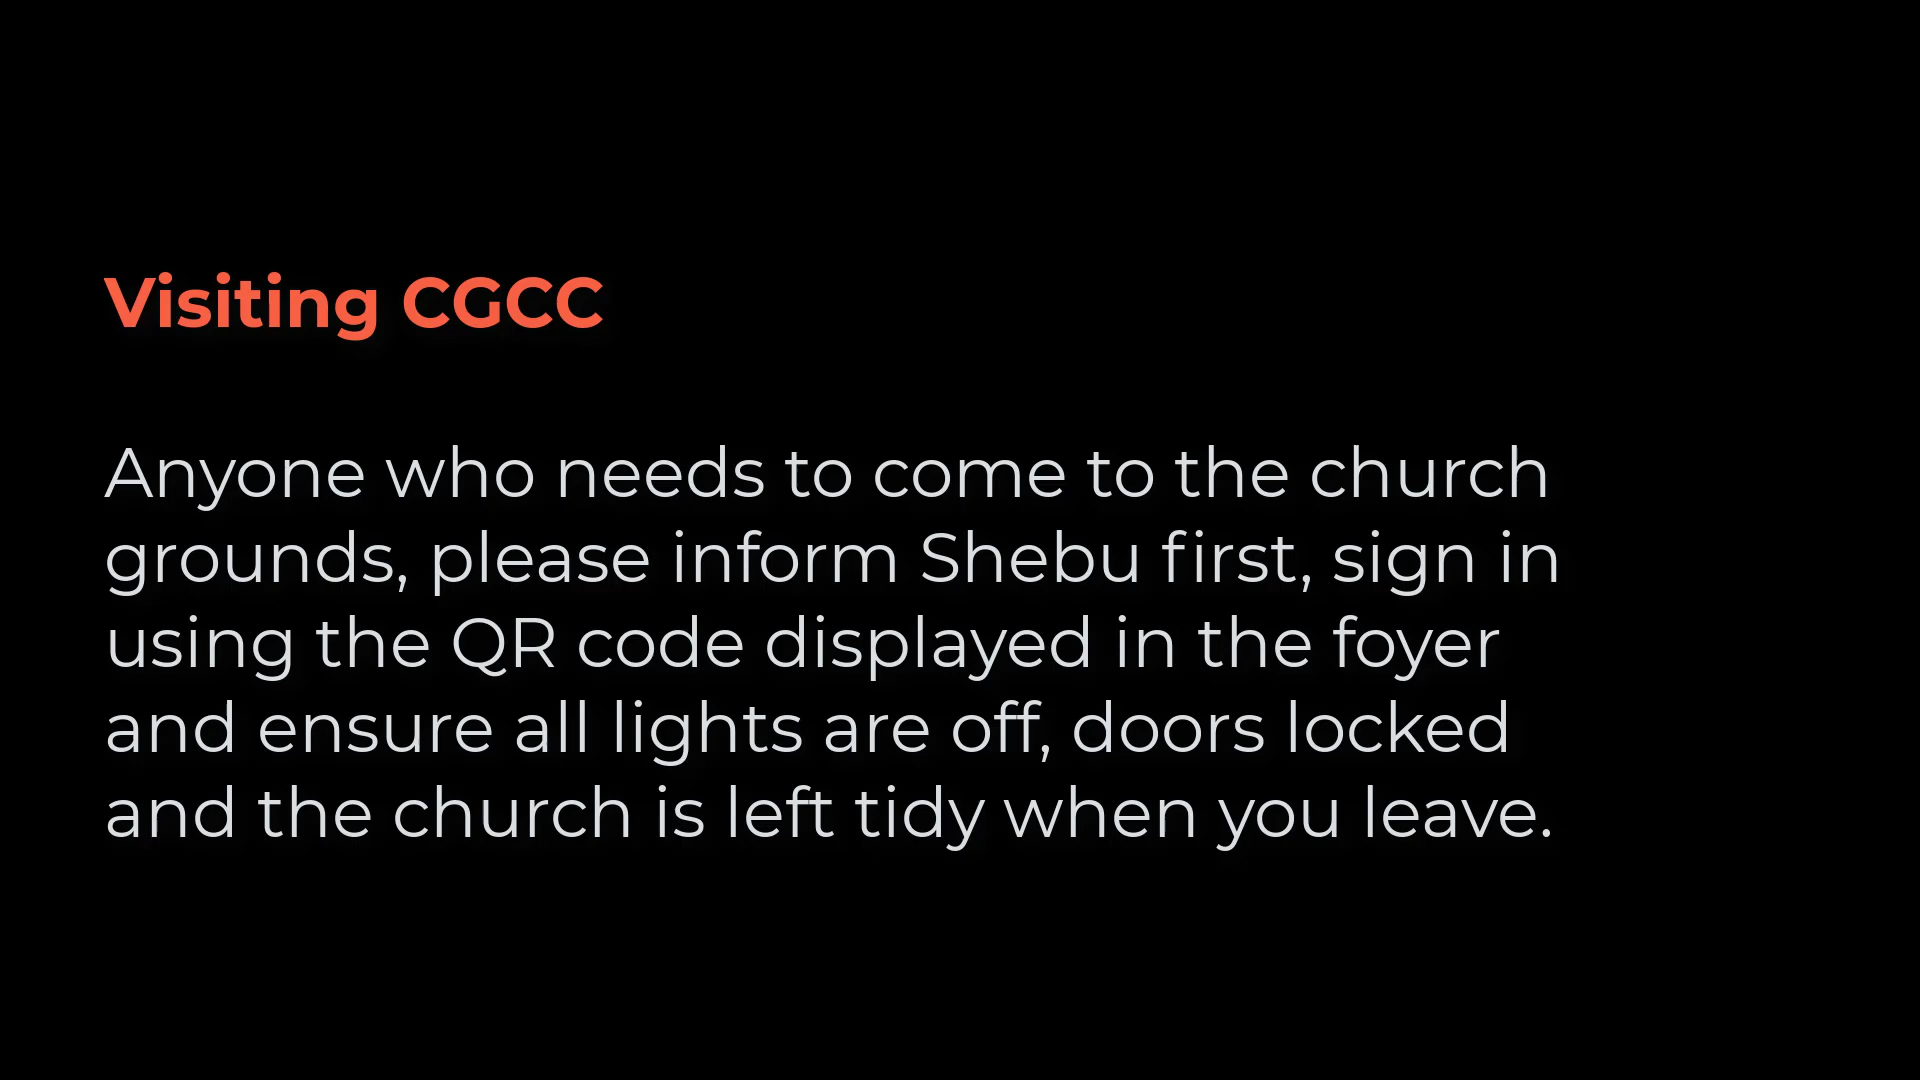 Visiting CGCC
Anyone who needs to come to the church
grounds, please inform Shebu first, sign in
using the QR code displayed in the foyer
and ensure all lights are off, doors locked
and the church is left tidy when you leave.